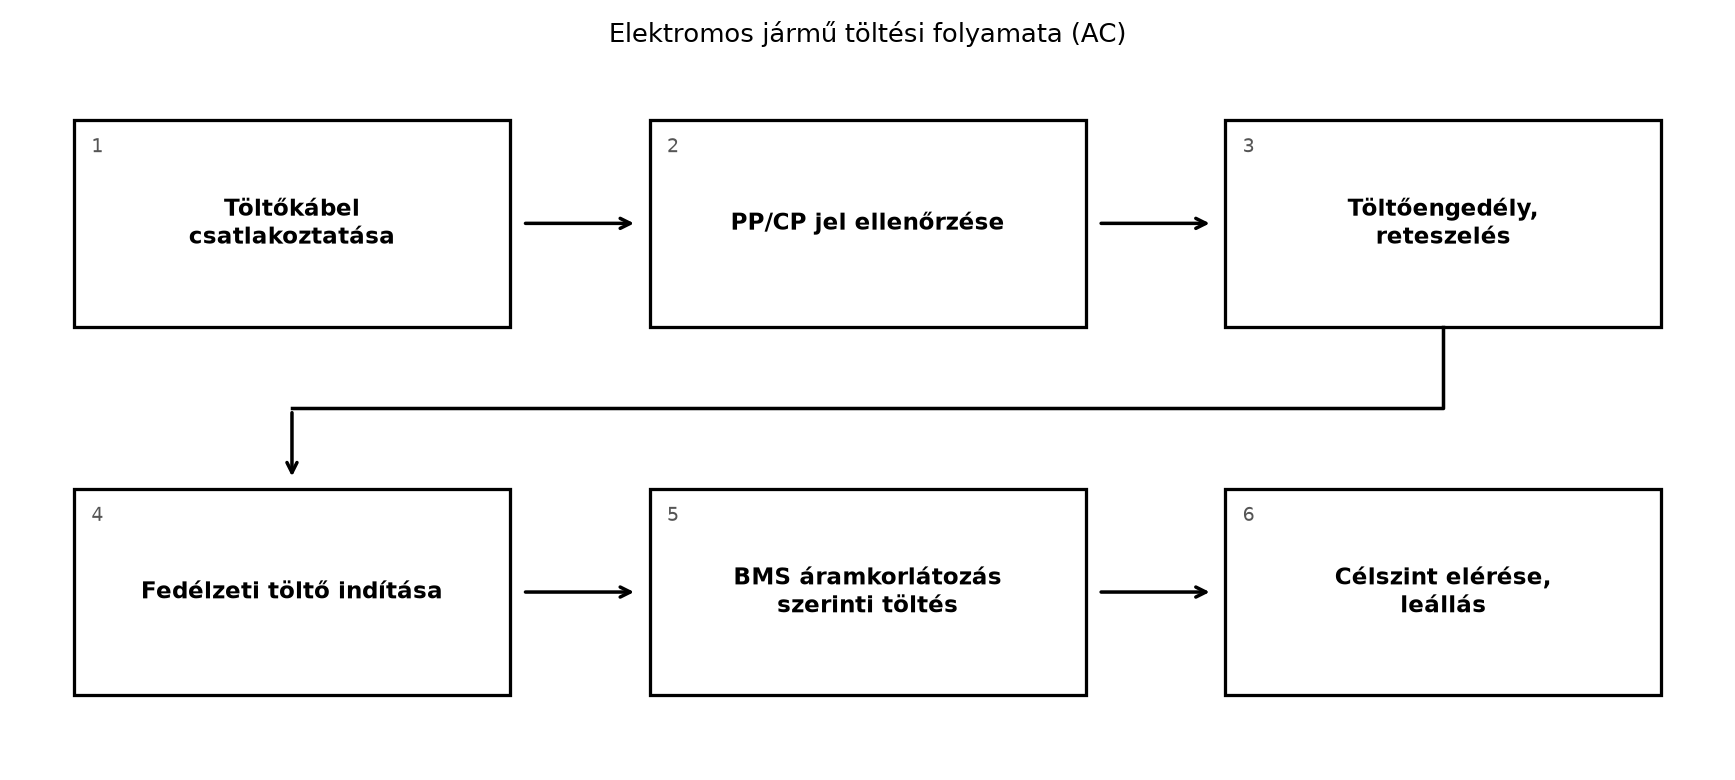 Elektromos jármű töltési folyamata (AC)
1
Töltőkábel
csatlakoztatása
2
PP/CP jel ellenőrzése
3
Töltőengedély,
reteszelés
4
Fedélzeti töltő indítása
5
BMS áramkorlátozás
szerinti töltés
6
Célszint elérése,
leállás